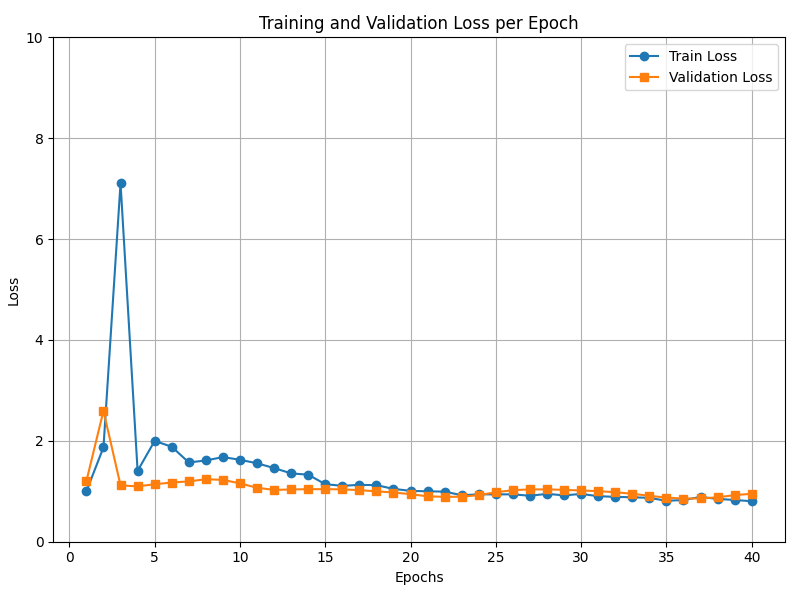 Training and Validation Loss per Epoch
Train Loss
Validation Loss
Loss
10
8
6
4
2
0
0 5 10 15 20 25 30 35 40
Epochs